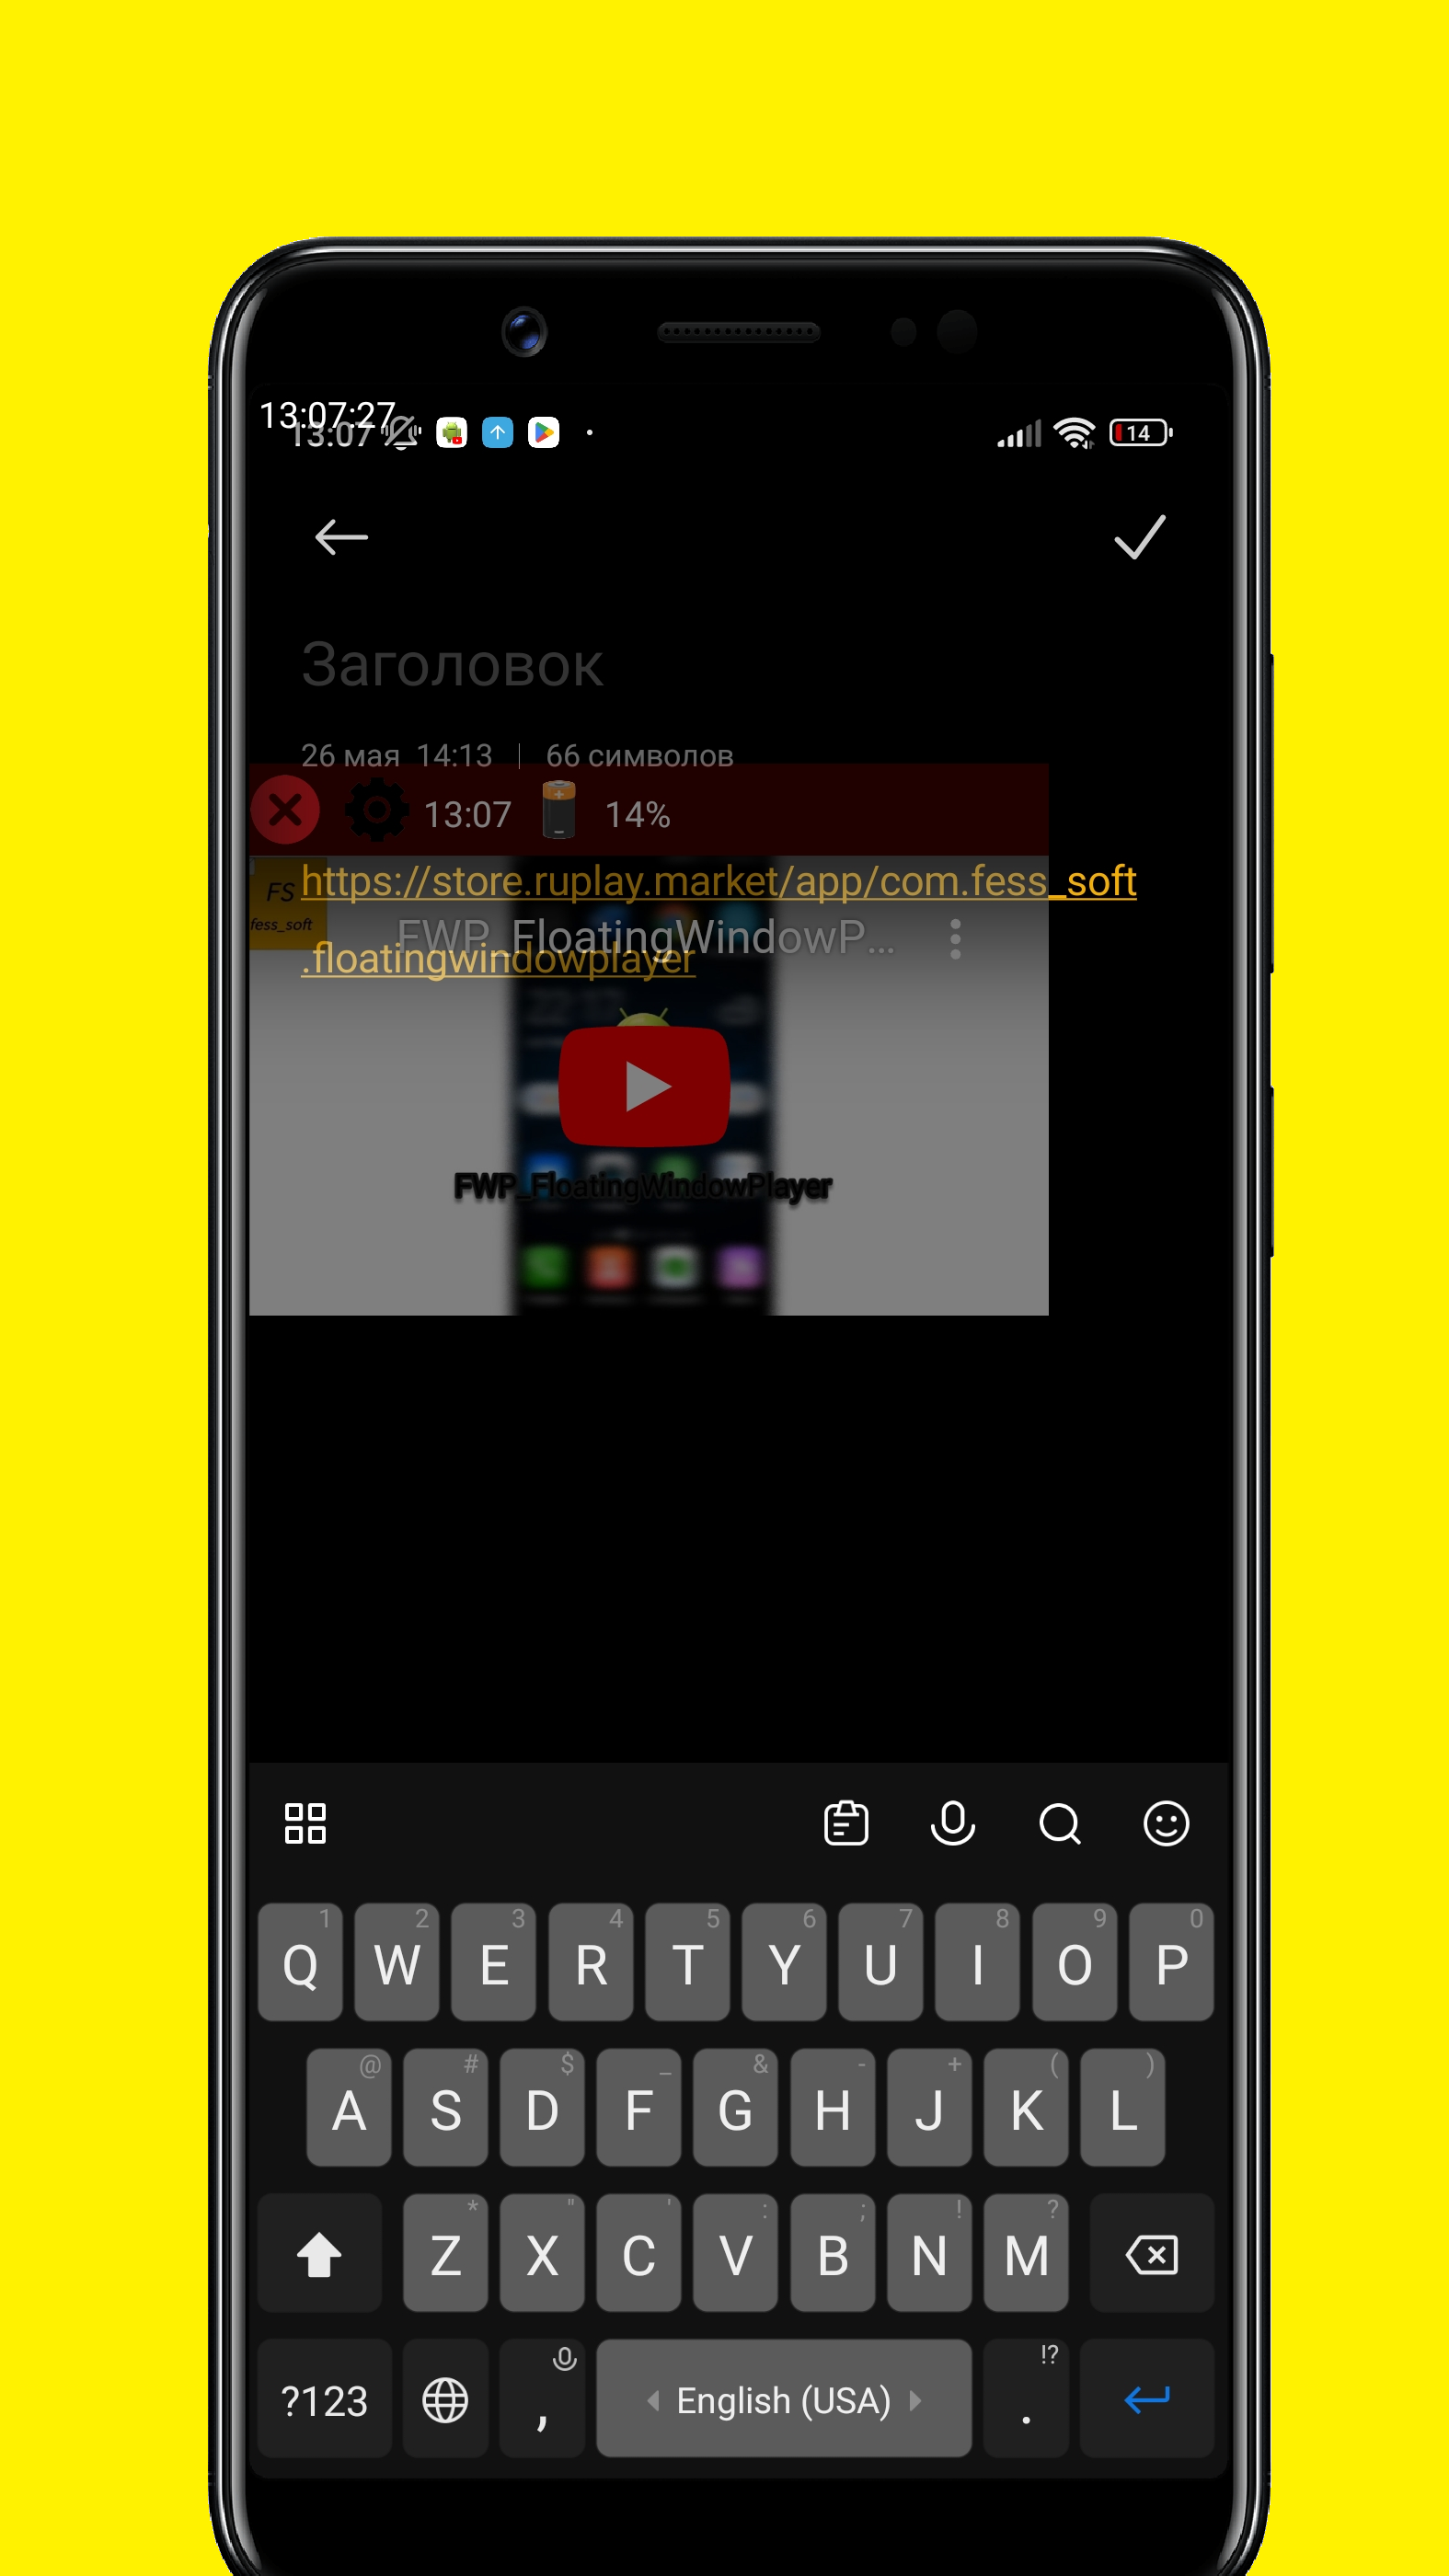 13:07:27
13:07
14
Заголовок
26 мая 14:13 | 66 символов
13:07 14%
https://store.ruplay.market/app/com.fess_soft
.floatingwindowplayer
FS
fess_soft
FWP_FloatingWindowP...
FWP_FloatingWindowPlayer
1 2 3 4 5 6 7 8 9 0
Q W E R T Y U I O P
@ # $ _ & - + ( )
A S D F G H J K L
* " ' : ; ! ?
Z X C V B N M
!?
?123 , English (USA) .